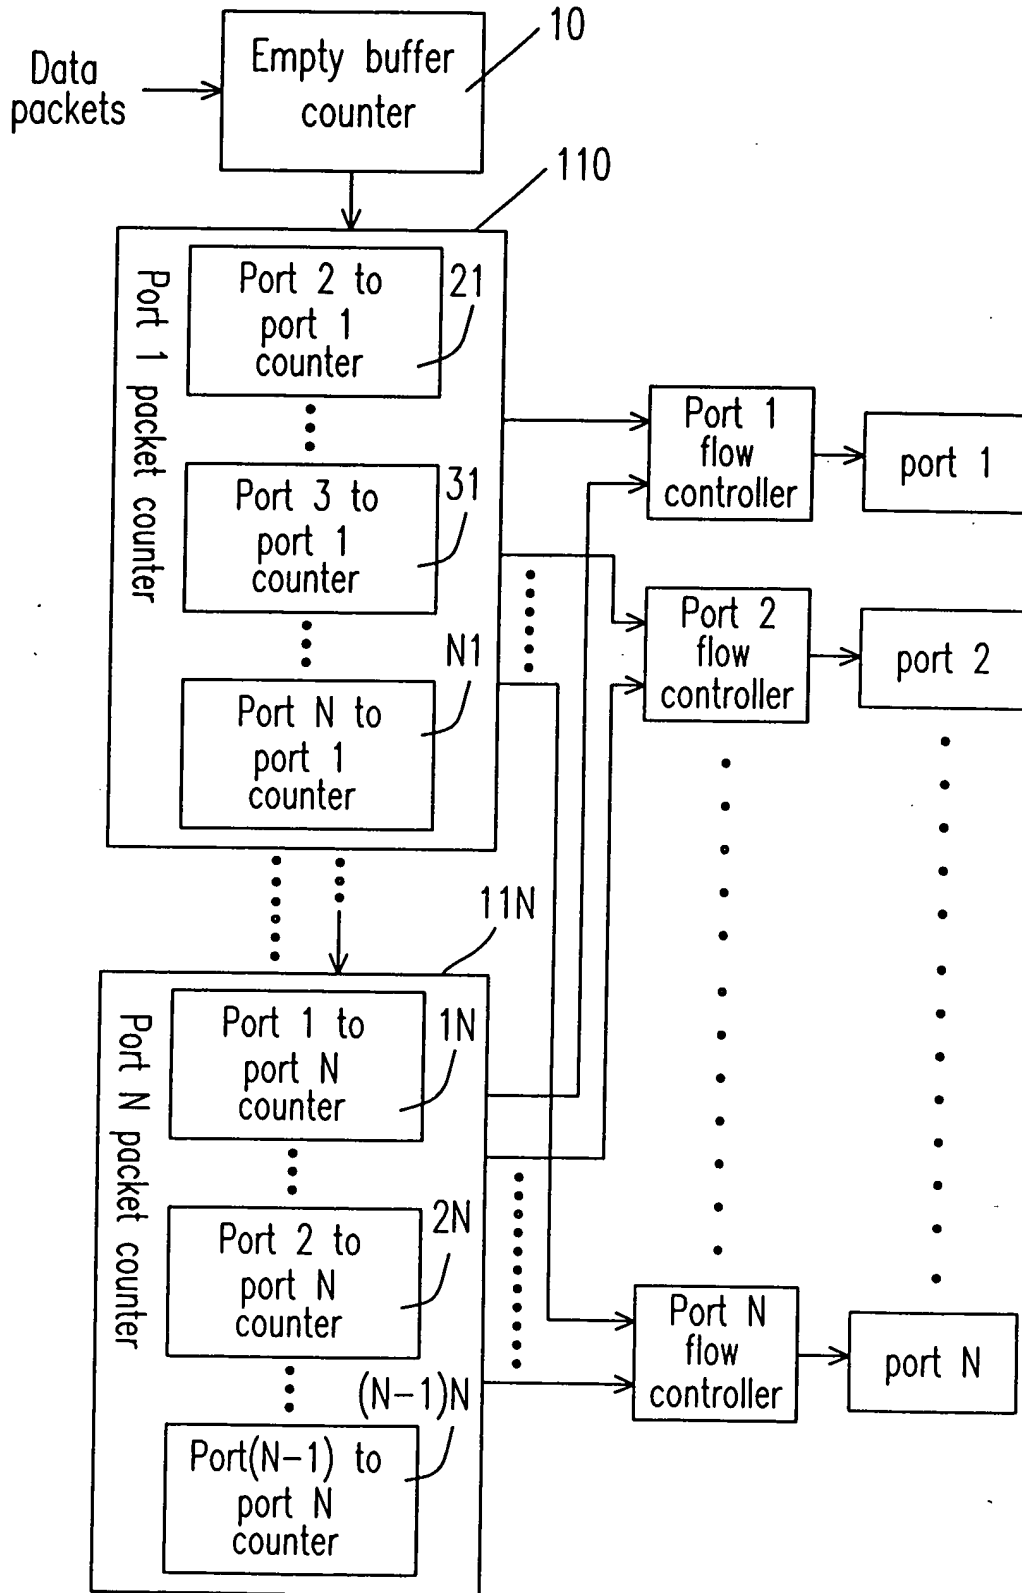 10
Empty buffer
counter
Data
packets
110
Port 1 packet counter
Port 2 to
port 1
counter
21
Port 3 to
port 1
counter
31
Port N to
port 1
counter
N1
Port 1
flow
controller
port 1
Port 2
flow
controller
port 2
11N
Port N packet counter
Port 1 to
port N
counter
1N
Port 2 to
port N
counter
2N
Port(N-1) to
port N
counter
(N-1)N
Port N
flow
controller
port N